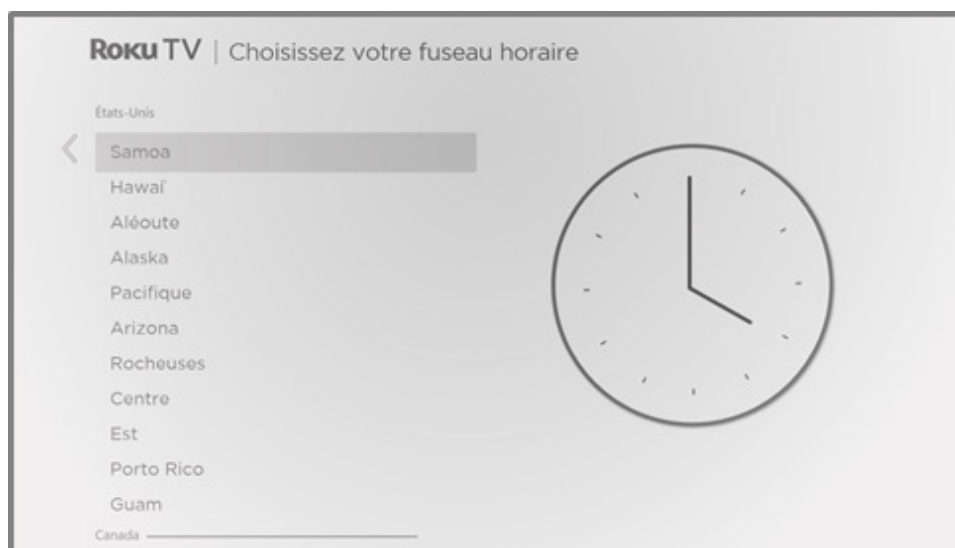 Roku TV | Choisissez votre fuseau horaire
États-Unis
Samoa
Hawaï
Aléoute
Alaska
Pacifique
Arizona
Rocheuses
Centre
Est
Porto Rico
Guam
Canada